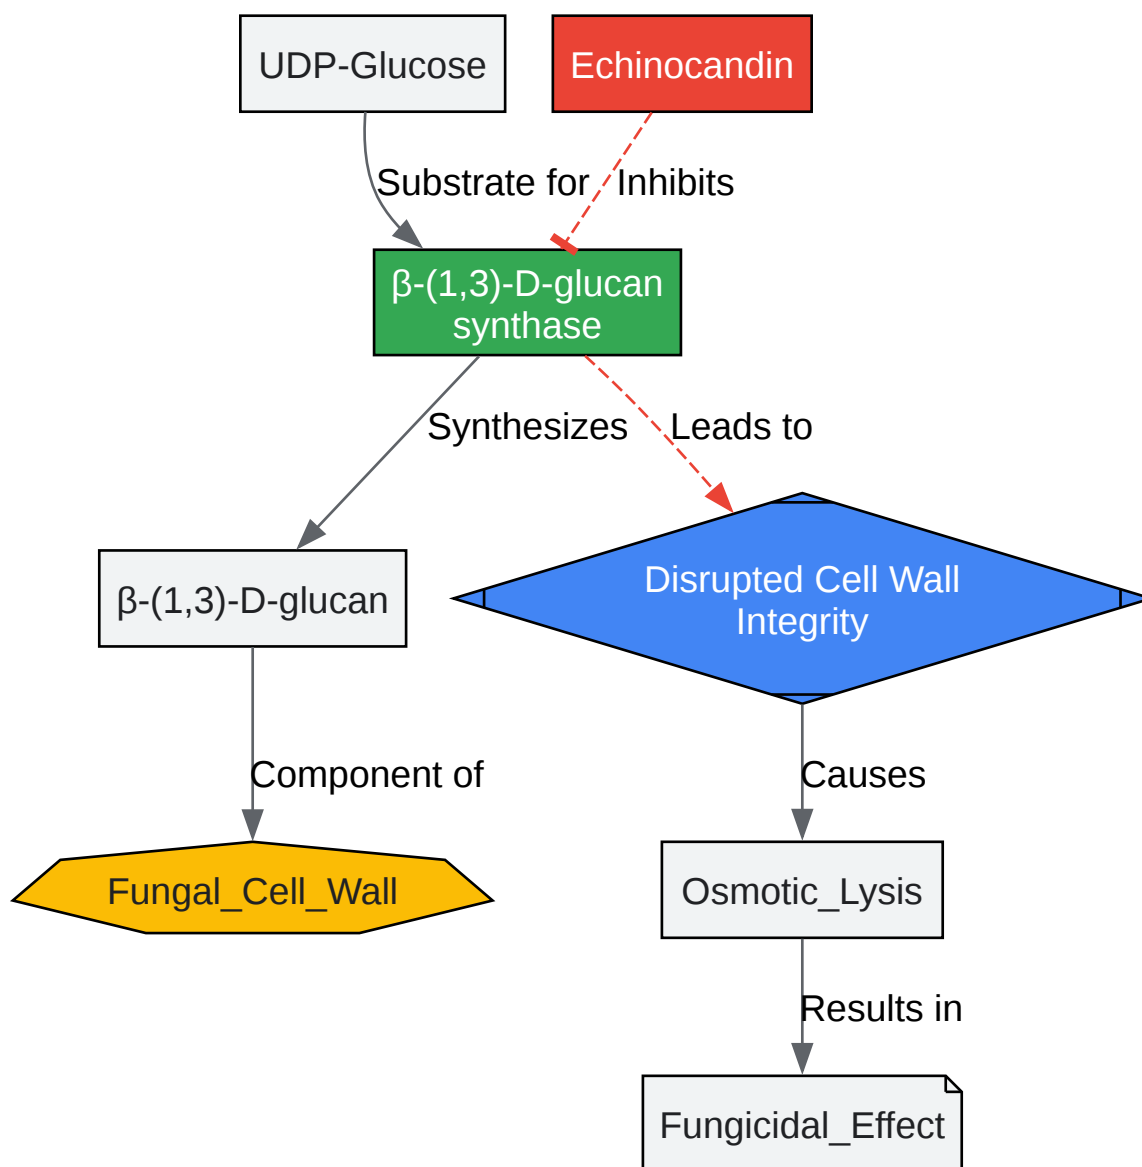 UDP-Glucose
Echinocandin
Substrate for
Inhibits
β-(1,3)-D-glucan
synthase
Synthesizes
Leads to
β-(1,3)-D-glucan
Disrupted Cell Wall
Integrity
Component of
Causes
Fungal_Cell_Wall
Osmotic_Lysis
Results in
Fungicidal_Effect